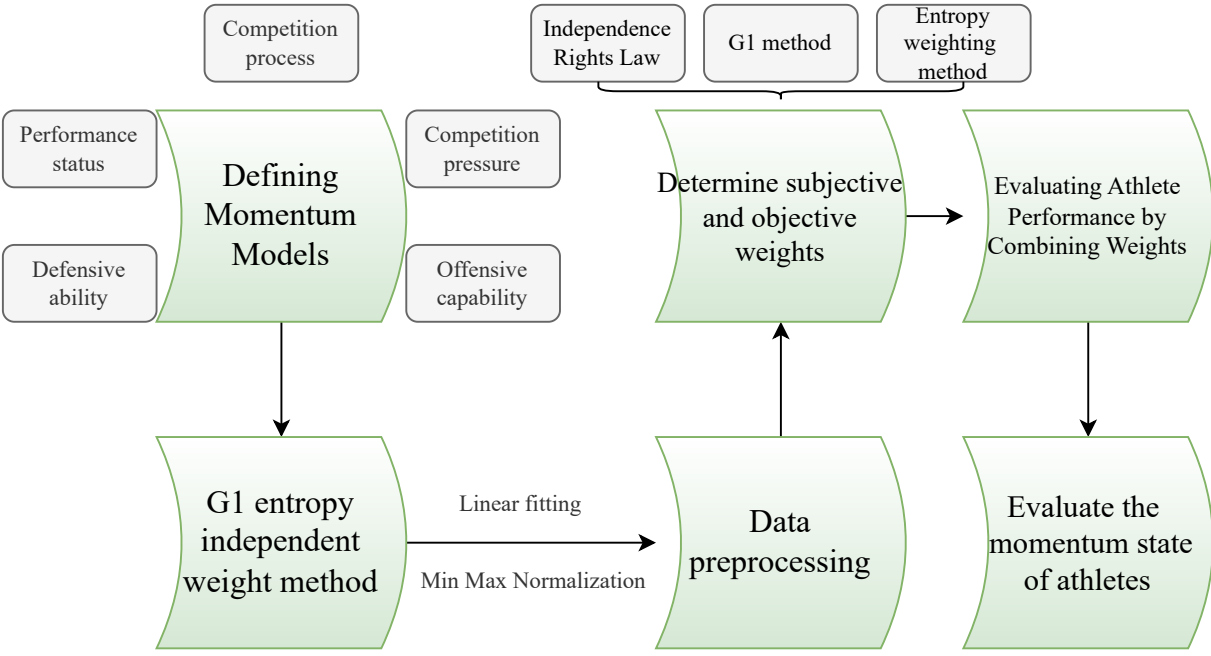 Competition
process
Independence
Rights Law
G1 method
Entropy
weighting
method
Performance
status
Defining
Momentum
Models
Competition
pressure
Defensive
ability
Offensive
capability
Determine subjective
and objective
weights
Evaluating Athlete
Performance by
Combining Weights
G1 entropy
independent
weight method
Linear fitting
Min Max Normalization
Data
preprocessing
Evaluate the
momentum state
of athletes